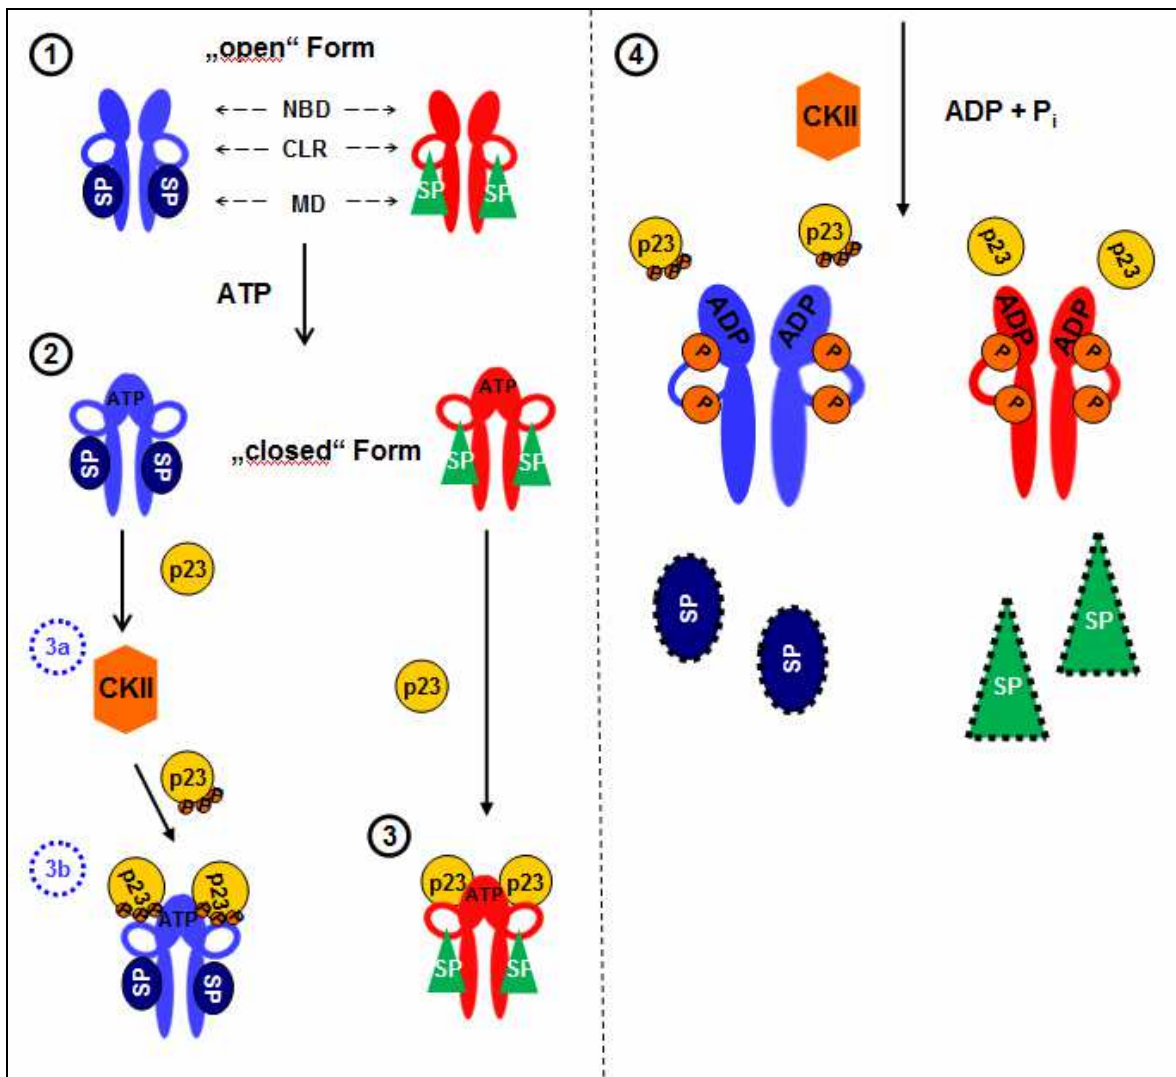 1
„open“ Form
NBD
CLR
MD
SP
SP
SP
SP
ATP
2
ATP
ATP
„closed“ Form
SP
SP
SP
SP
p23
3a
CKII
p23
p23
3b
3
p23
p23
ATP
p23
p23
ATP
SP
SP
SP
SP
4
CKII
ADP + Pi
p23
p23
p23
p23
ADP
ADP
ADP
ADP
P
P
P
P
P
P
P
P
SP
SP
SP
SP